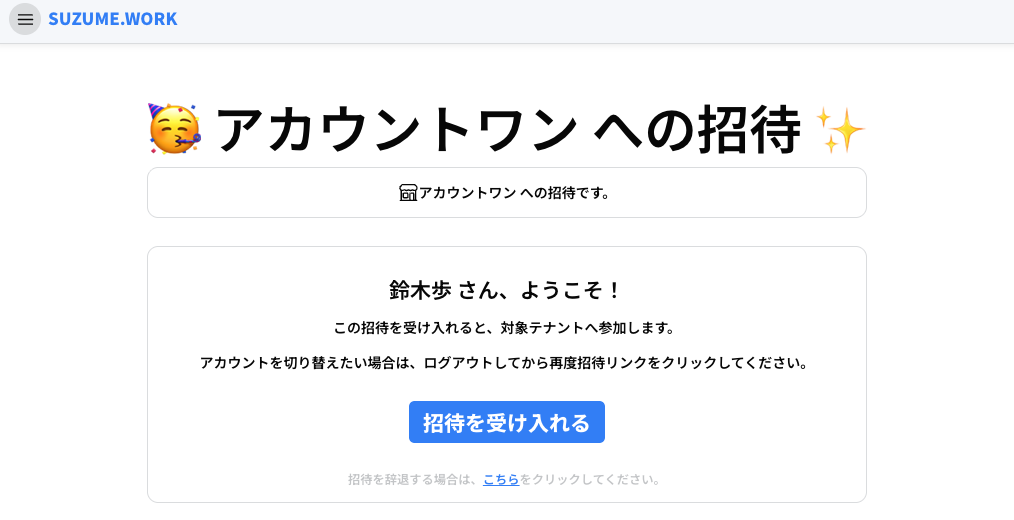 SUZUME.WORK
🥳 アカウントワン への招待 ✨
アカウントワン への招待です。
鈴木歩 さん、ようこそ！
この招待を受け入れると、対象テナントへ参加します。
アカウントを切り替えたい場合は、ログアウトしてから再度招待リンクをクリックしてください。
招待を受け入れる
招待を辞退する場合は、こちらをクリックしてください。